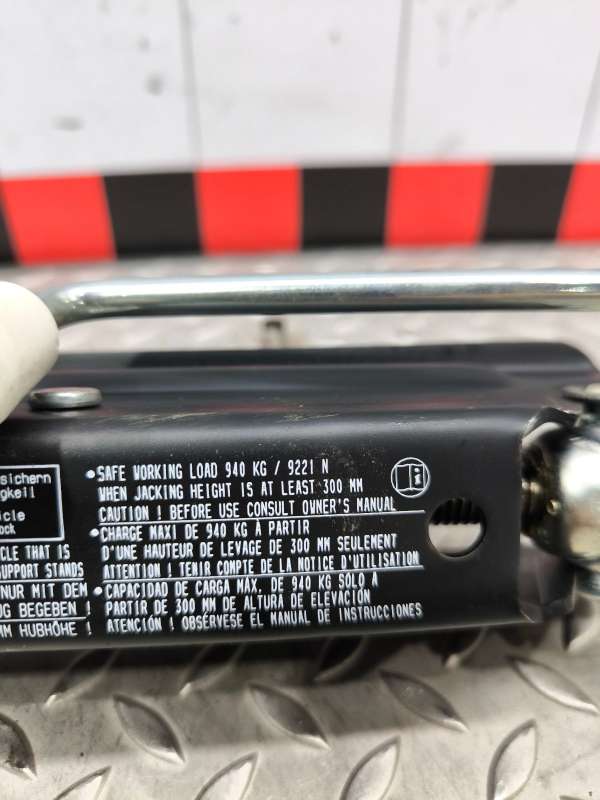 sichern
gkeil
icle
ock
CLE THAT IS
SUPPORT STANDS
NUR MIT DEM
OG BEGEBEN !
MM HUBHÖHE !
•SAFE WORKING LOAD 940 KG / 9221 N
WHEN JACKING HEIGHT IS AT LEAST 300 MM
CAUTION ! BEFORE USE CONSULT OWNER'S MANUAL
•CHARGE MAXI DE 940 KG À PARTIR
D'UNE HAUTEUR DE LEVAGE DE 300 MM SEULEMENT
ATTENTION ! TENIR COMPTE DE LA NOTICE D'UTILISATION
•CAPACIDAD DE CARGA MAX. DE 940 KG SOLO A
PARTIR DE 300 MM DE ALTURA DE ELEVACIÓN
ATENCIÓN ! OBSÉRVESE EL MANUAL DE INSTRUCCIONES